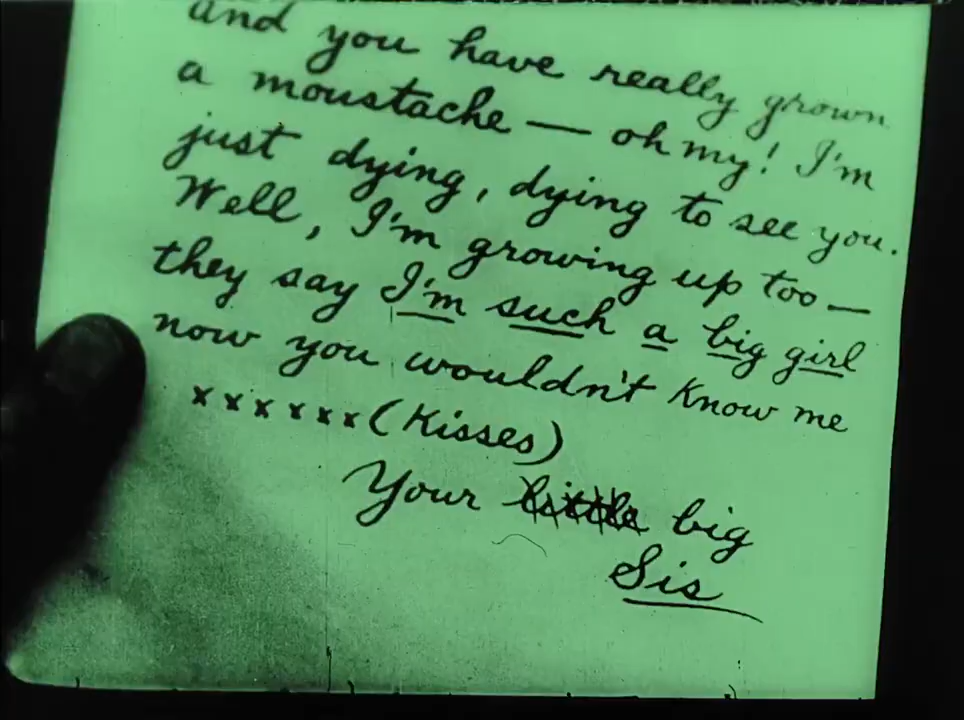 and you have really grown
a moustache — oh my! I'm
just dying, dying to see you.
Well, I'm growing up too —
they say I'm such a big girl
now you wouldn't know me
xxxxxx (Kisses)
Your little big
Sis